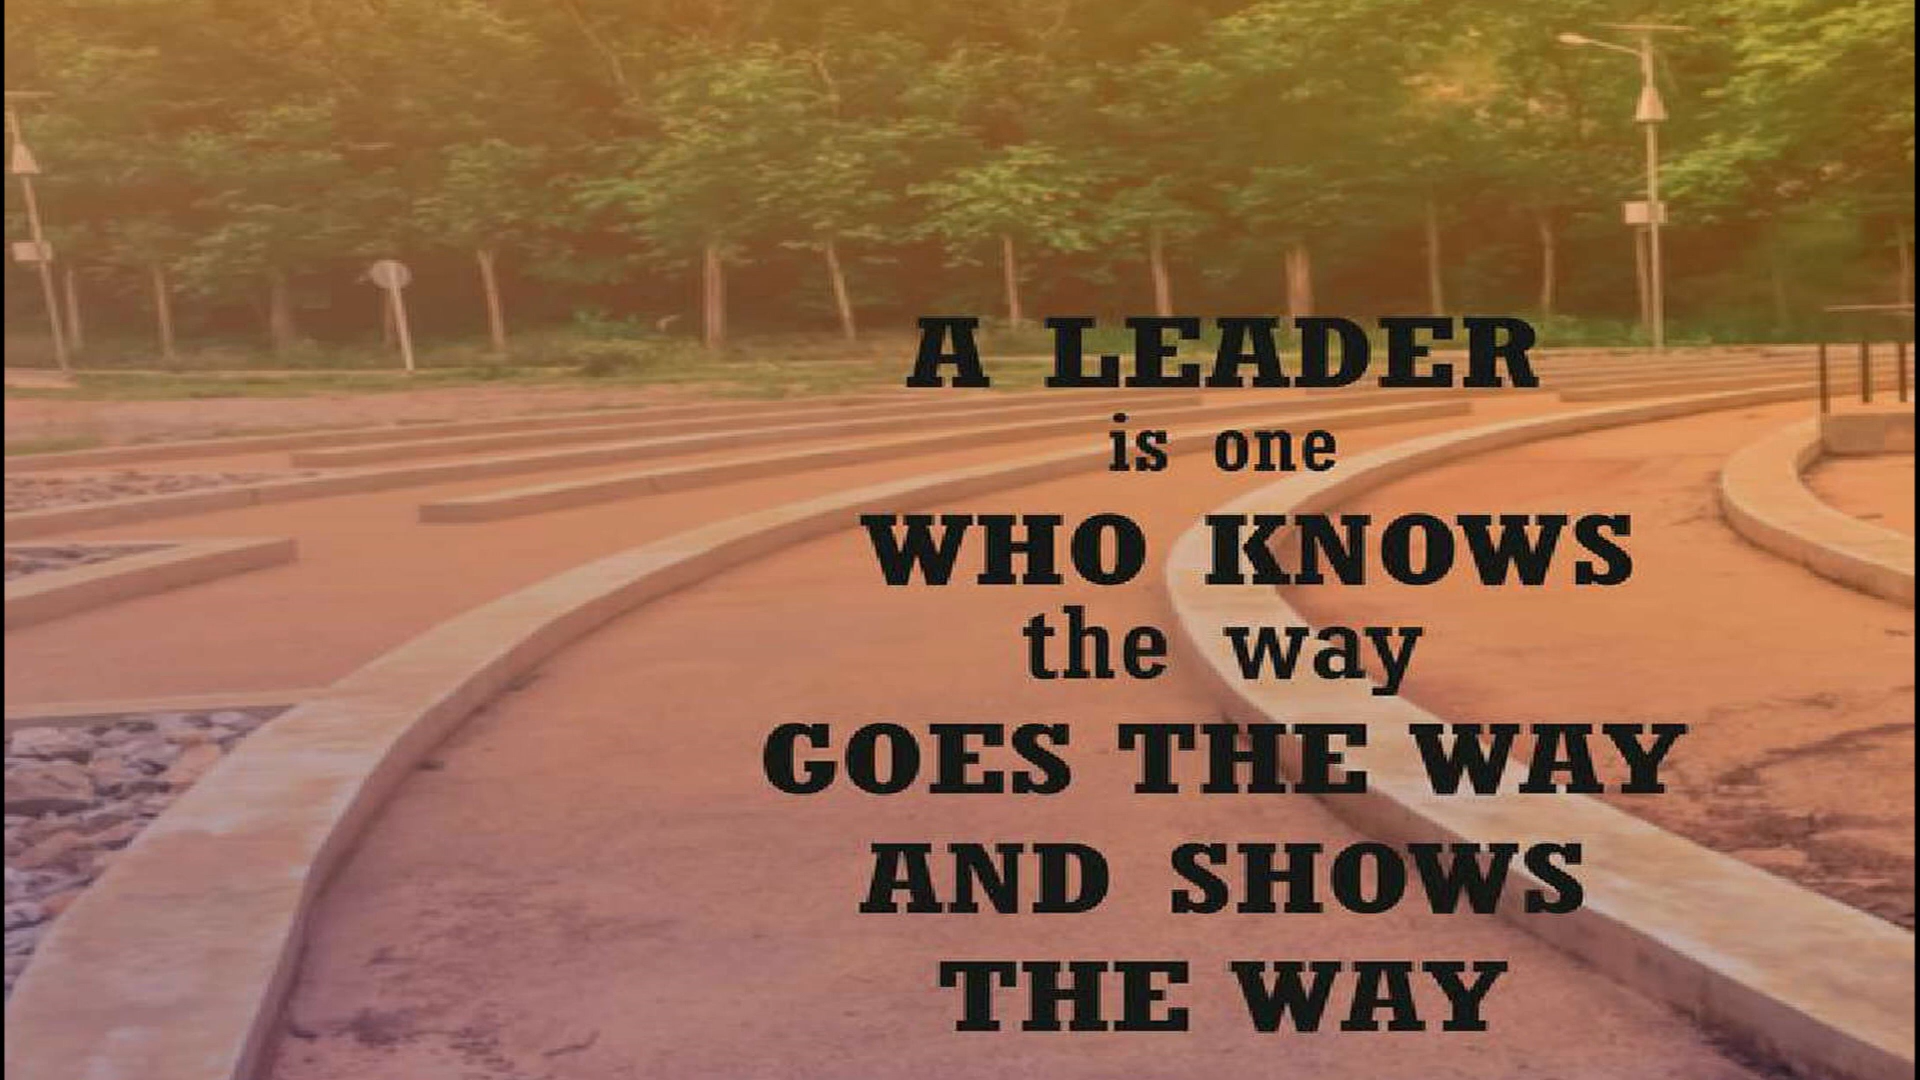 A LEADER
is one
WHO KNOWS
the way
GOES THE WAY
AND SHOWS
THE WAY